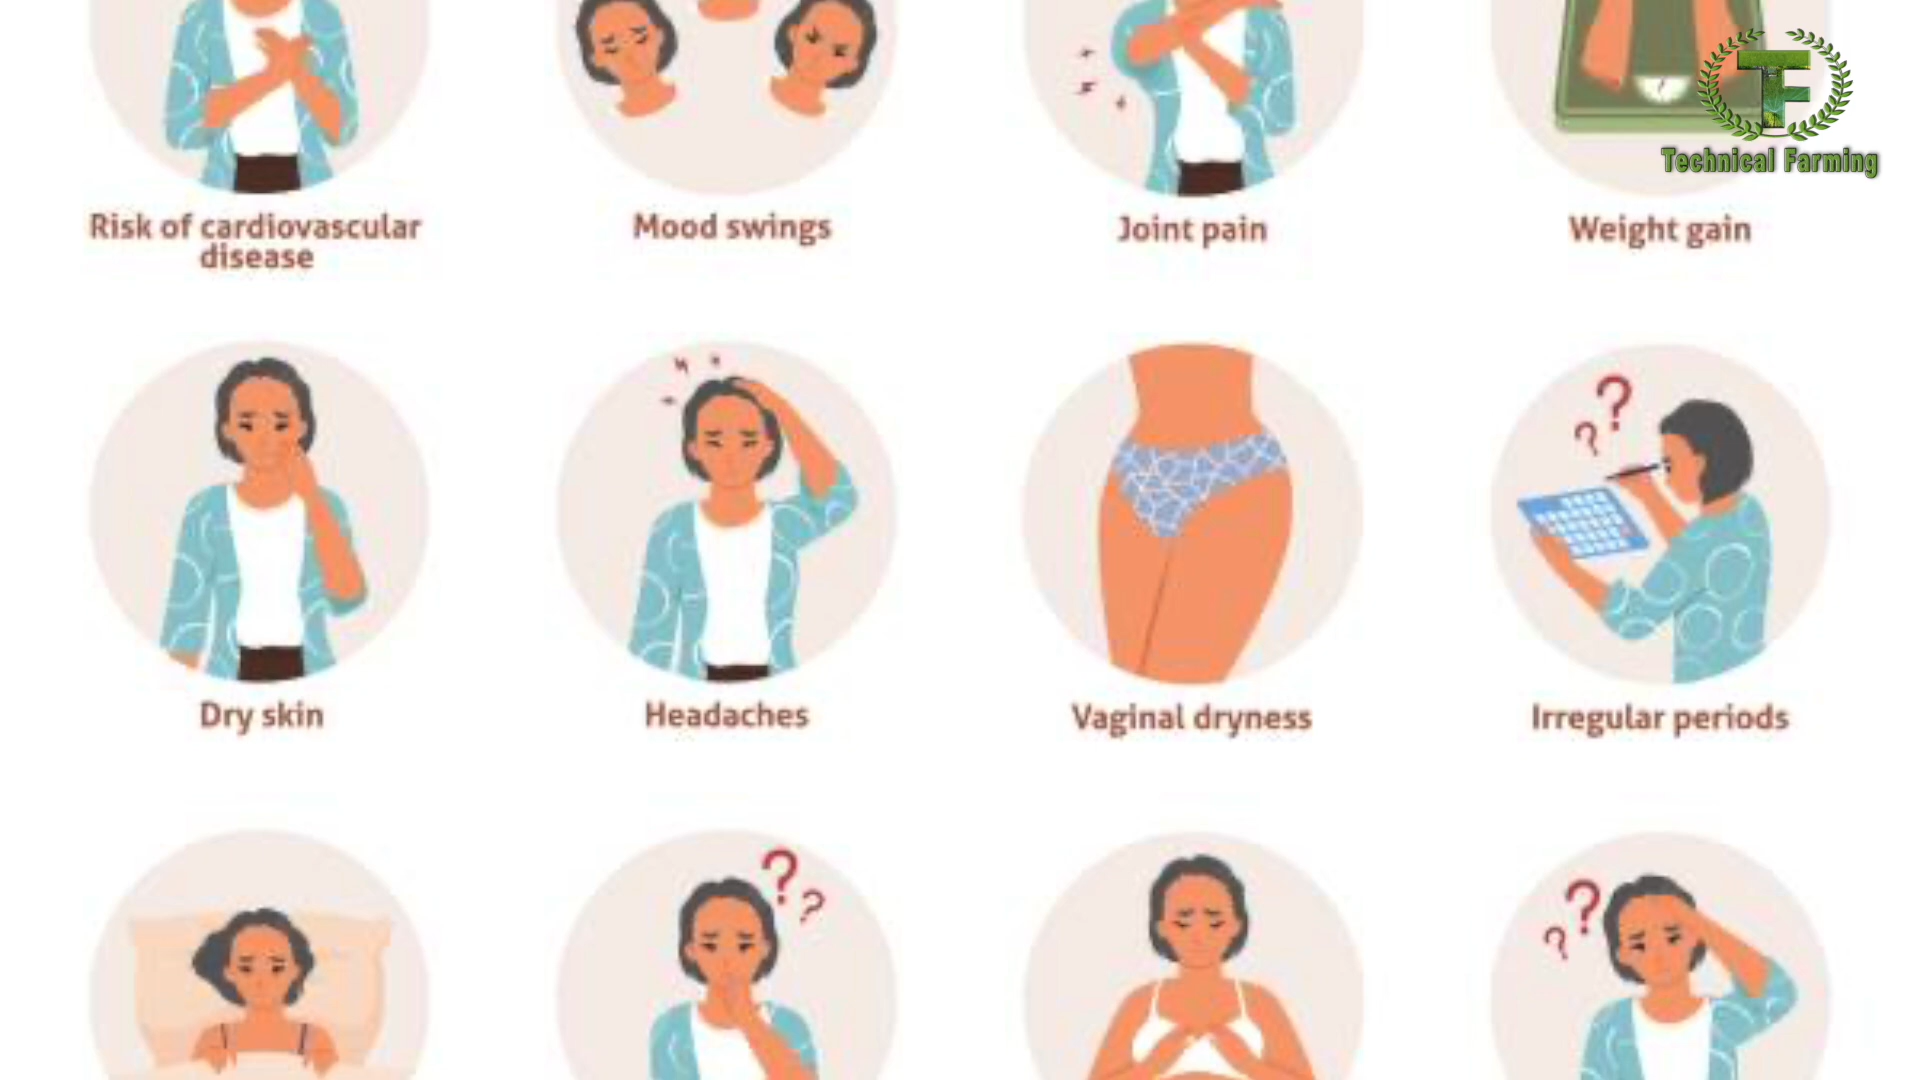 Technical Farming
Risk of cardiovascular
disease
Mood swings
Joint pain
Weight gain
Dry skin
Headaches
Vaginal dryness
Irregular periods